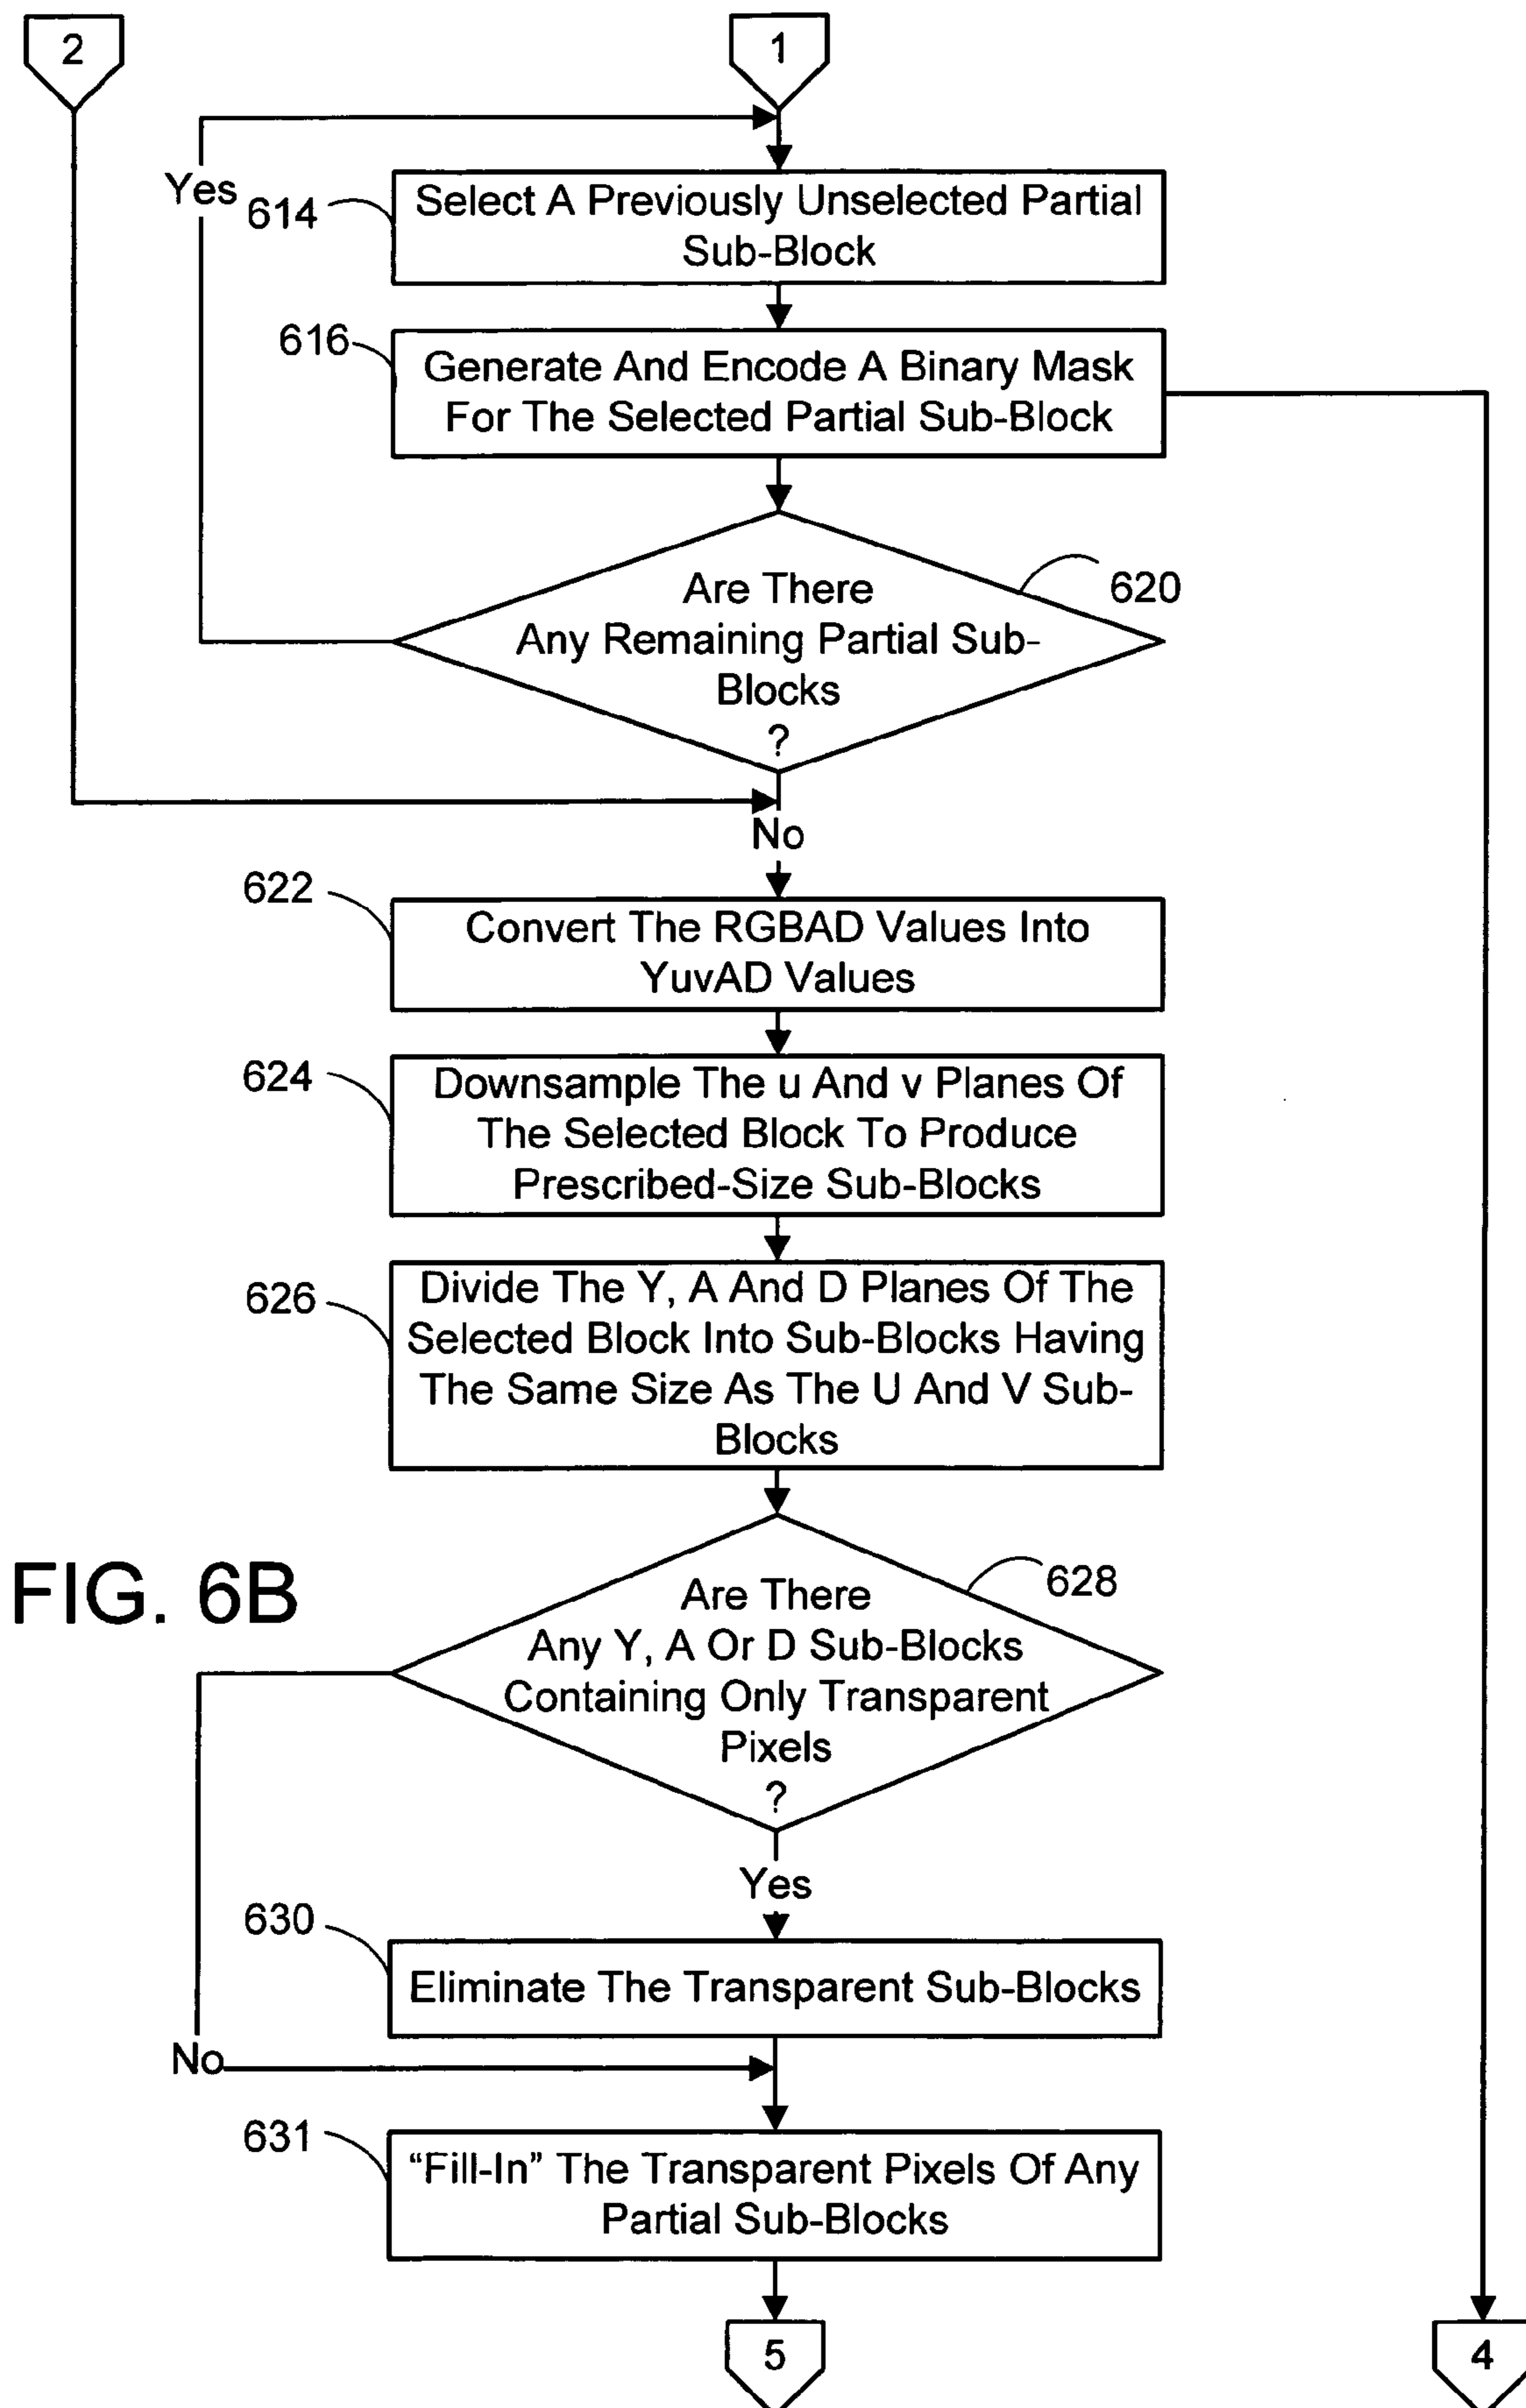 2
1
Yes
614
Select A Previously Unselected Partial
Sub-Block
616
Generate And Encode A Binary Mask
For The Selected Partial Sub-Block
Are There
Any Remaining Partial Sub-
Blocks
?
620
No
622
Convert The RGBAD Values Into
YuvAD Values
624
Downsample The u And v Planes Of
The Selected Block To Produce
Prescribed-Size Sub-Blocks
626
Divide The Y, A And D Planes Of The
Selected Block Into Sub-Blocks Having
The Same Size As The U And V Sub-
Blocks
FIG. 6B
628
Are There
Any Y, A Or D Sub-Blocks
Containing Only Transparent
Pixels
?
Yes
630
Eliminate The Transparent Sub-Blocks
No
631
“Fill-In” The Transparent Pixels Of Any
Partial Sub-Blocks
5
4